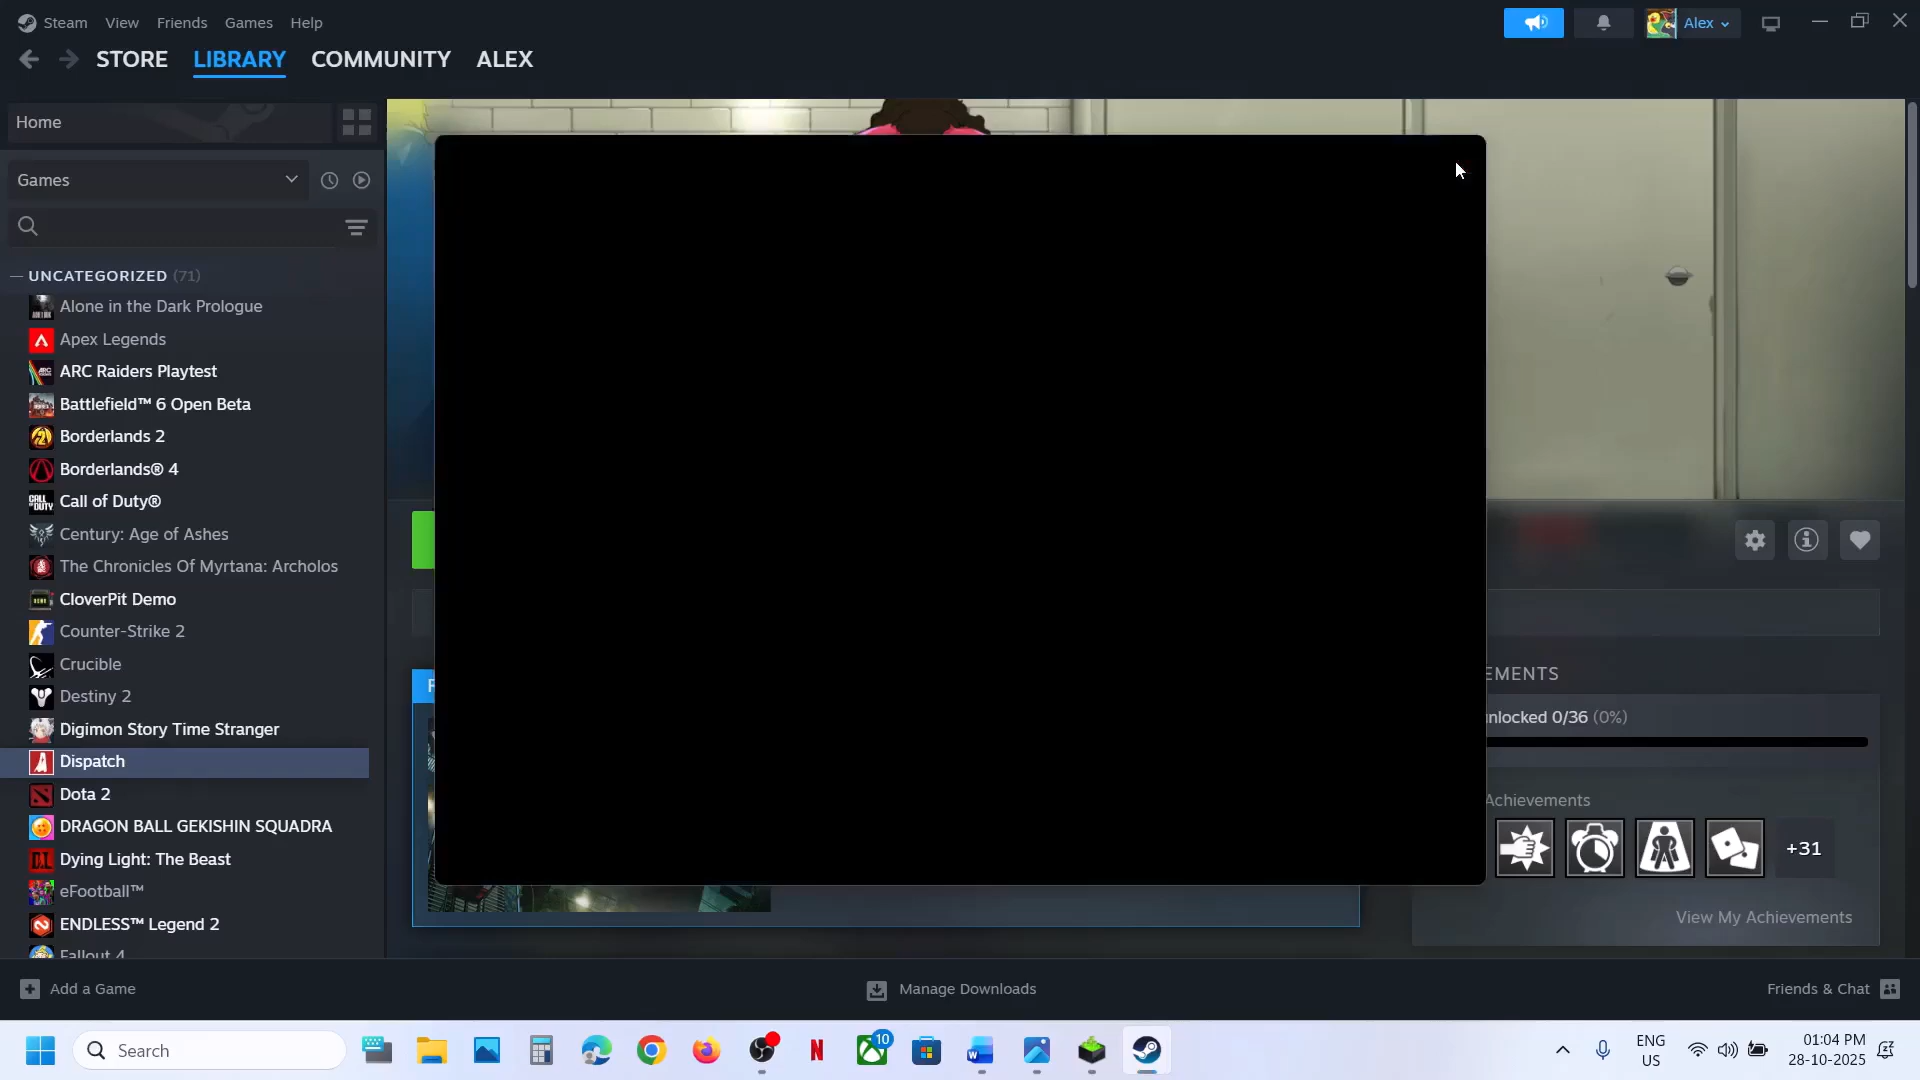 Steam View Friends Games Help
Alex
STORE LIBRARY COMMUNITY ALEX
Home
Games
— UNCATEGORIZED (71)
Alone in the Dark Prologue
Apex Legends
ARC Raiders Playtest
Battlefield™ 6 Open Beta
Borderlands 2
Borderlands® 4
Call of Duty®
Century: Age of Ashes
The Chronicles Of Myrtana: Archolos
CloverPit Demo
Counter-Strike 2
Crucible
Destiny 2
Digimon Story Time Stranger
Dispatch
Dota 2
DRAGON BALL GEKISHIN SQUADRA
Dying Light: The Beast
eFootball™
ENDLESS™ Legend 2
Fallout 4
EMENTS
nlocked 0/36 (0%)
Achievements
+31
View My Achievements
Add a Game
Manage Downloads
Friends & Chat
Search
10
ENG
US
01:04 PM
28-10-2025